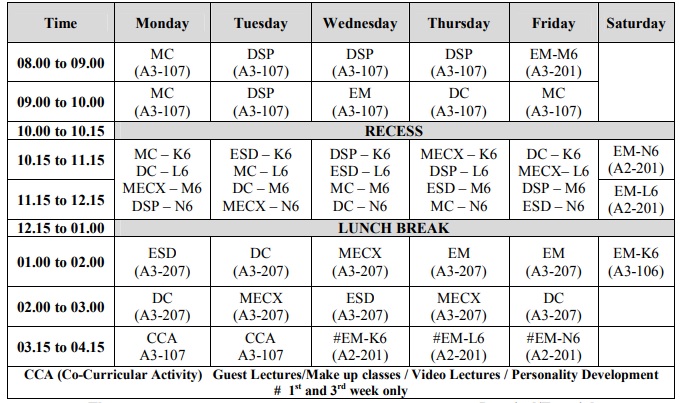 Time Monday Tuesday Wednesday Thursday Friday Saturday
08.00 to 09.00 MC (A3-107) DSP (A3-107) DSP (A3-107) DSP (A3-107) EM-M6 (A3-201)
09.00 to 10.00 MC (A3-107) DSP (A3-107) EM (A3-107) DC (A3-107) MC (A3-107)
10.00 to 10.15 RECESS
10.15 to 11.15 MC – K6 ESD – K6 DSP – K6 MECX – K6 DC – K6 EM-N6
DC – L6 MC – L6 ESD – L6 DSP – L6 MECX– L6 (A2-201)
11.15 to 12.15 MECX – M6 DC – M6 MC – M6 ESD – M6 DSP – M6 EM-L6
DSP – N6 MECX – N6 DC – N6 MC – N6 ESD – N6 (A2-201)
12.15 to 01.00 LUNCH BREAK
01.00 to 02.00 ESD (A3-207) DC (A3-207) MECX (A3-207) EM (A3-207) EM (A3-207) EM-K6 (A3-106)
02.00 to 03.00 DC (A3-207) MECX (A3-207) ESD (A3-207) MECX (A3-207) DC (A3-207)
03.15 to 04.15 CCA A3-107 CCA A3-107 #EM-K6 (A2-201) #EM-L6 (A2-201) #EM-N6 (A2-201)
CCA (Co-Curricular Activity) Guest Lectures/Make up classes / Video Lectures / Personality Development
# 1st and 3rd week only